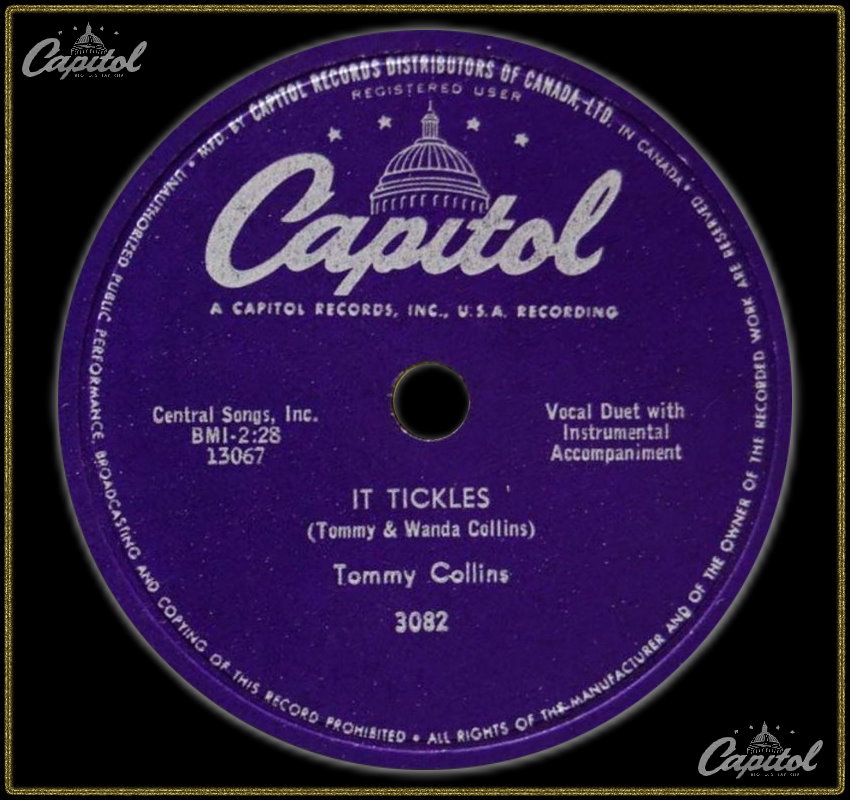 Capitol
MFD. BY CAPITOL RECORDS DISTRIBUTORS OF CANADA, LTD. IN CANADA • ALL RIGHTS OF THE MANUFACTURER AND OF THE OWNER OF THE RECORDED WORK ARE RESERVED
UNAUTHORIZED PUBLIC PERFORMANCE, BROADCASTING AND COPYING OF THIS RECORD PROHIBITED •
REGISTERED USER
Capitol
A CAPITOL RECORDS, INC., U.S.A. RECORDING
Central Songs, Inc.
BMI-2:28
13067
Vocal Duet with
Instrumental
Accompaniment
IT TICKLES
(Tommy & Wanda Collins)
Tommy Collins
3082
Capitol